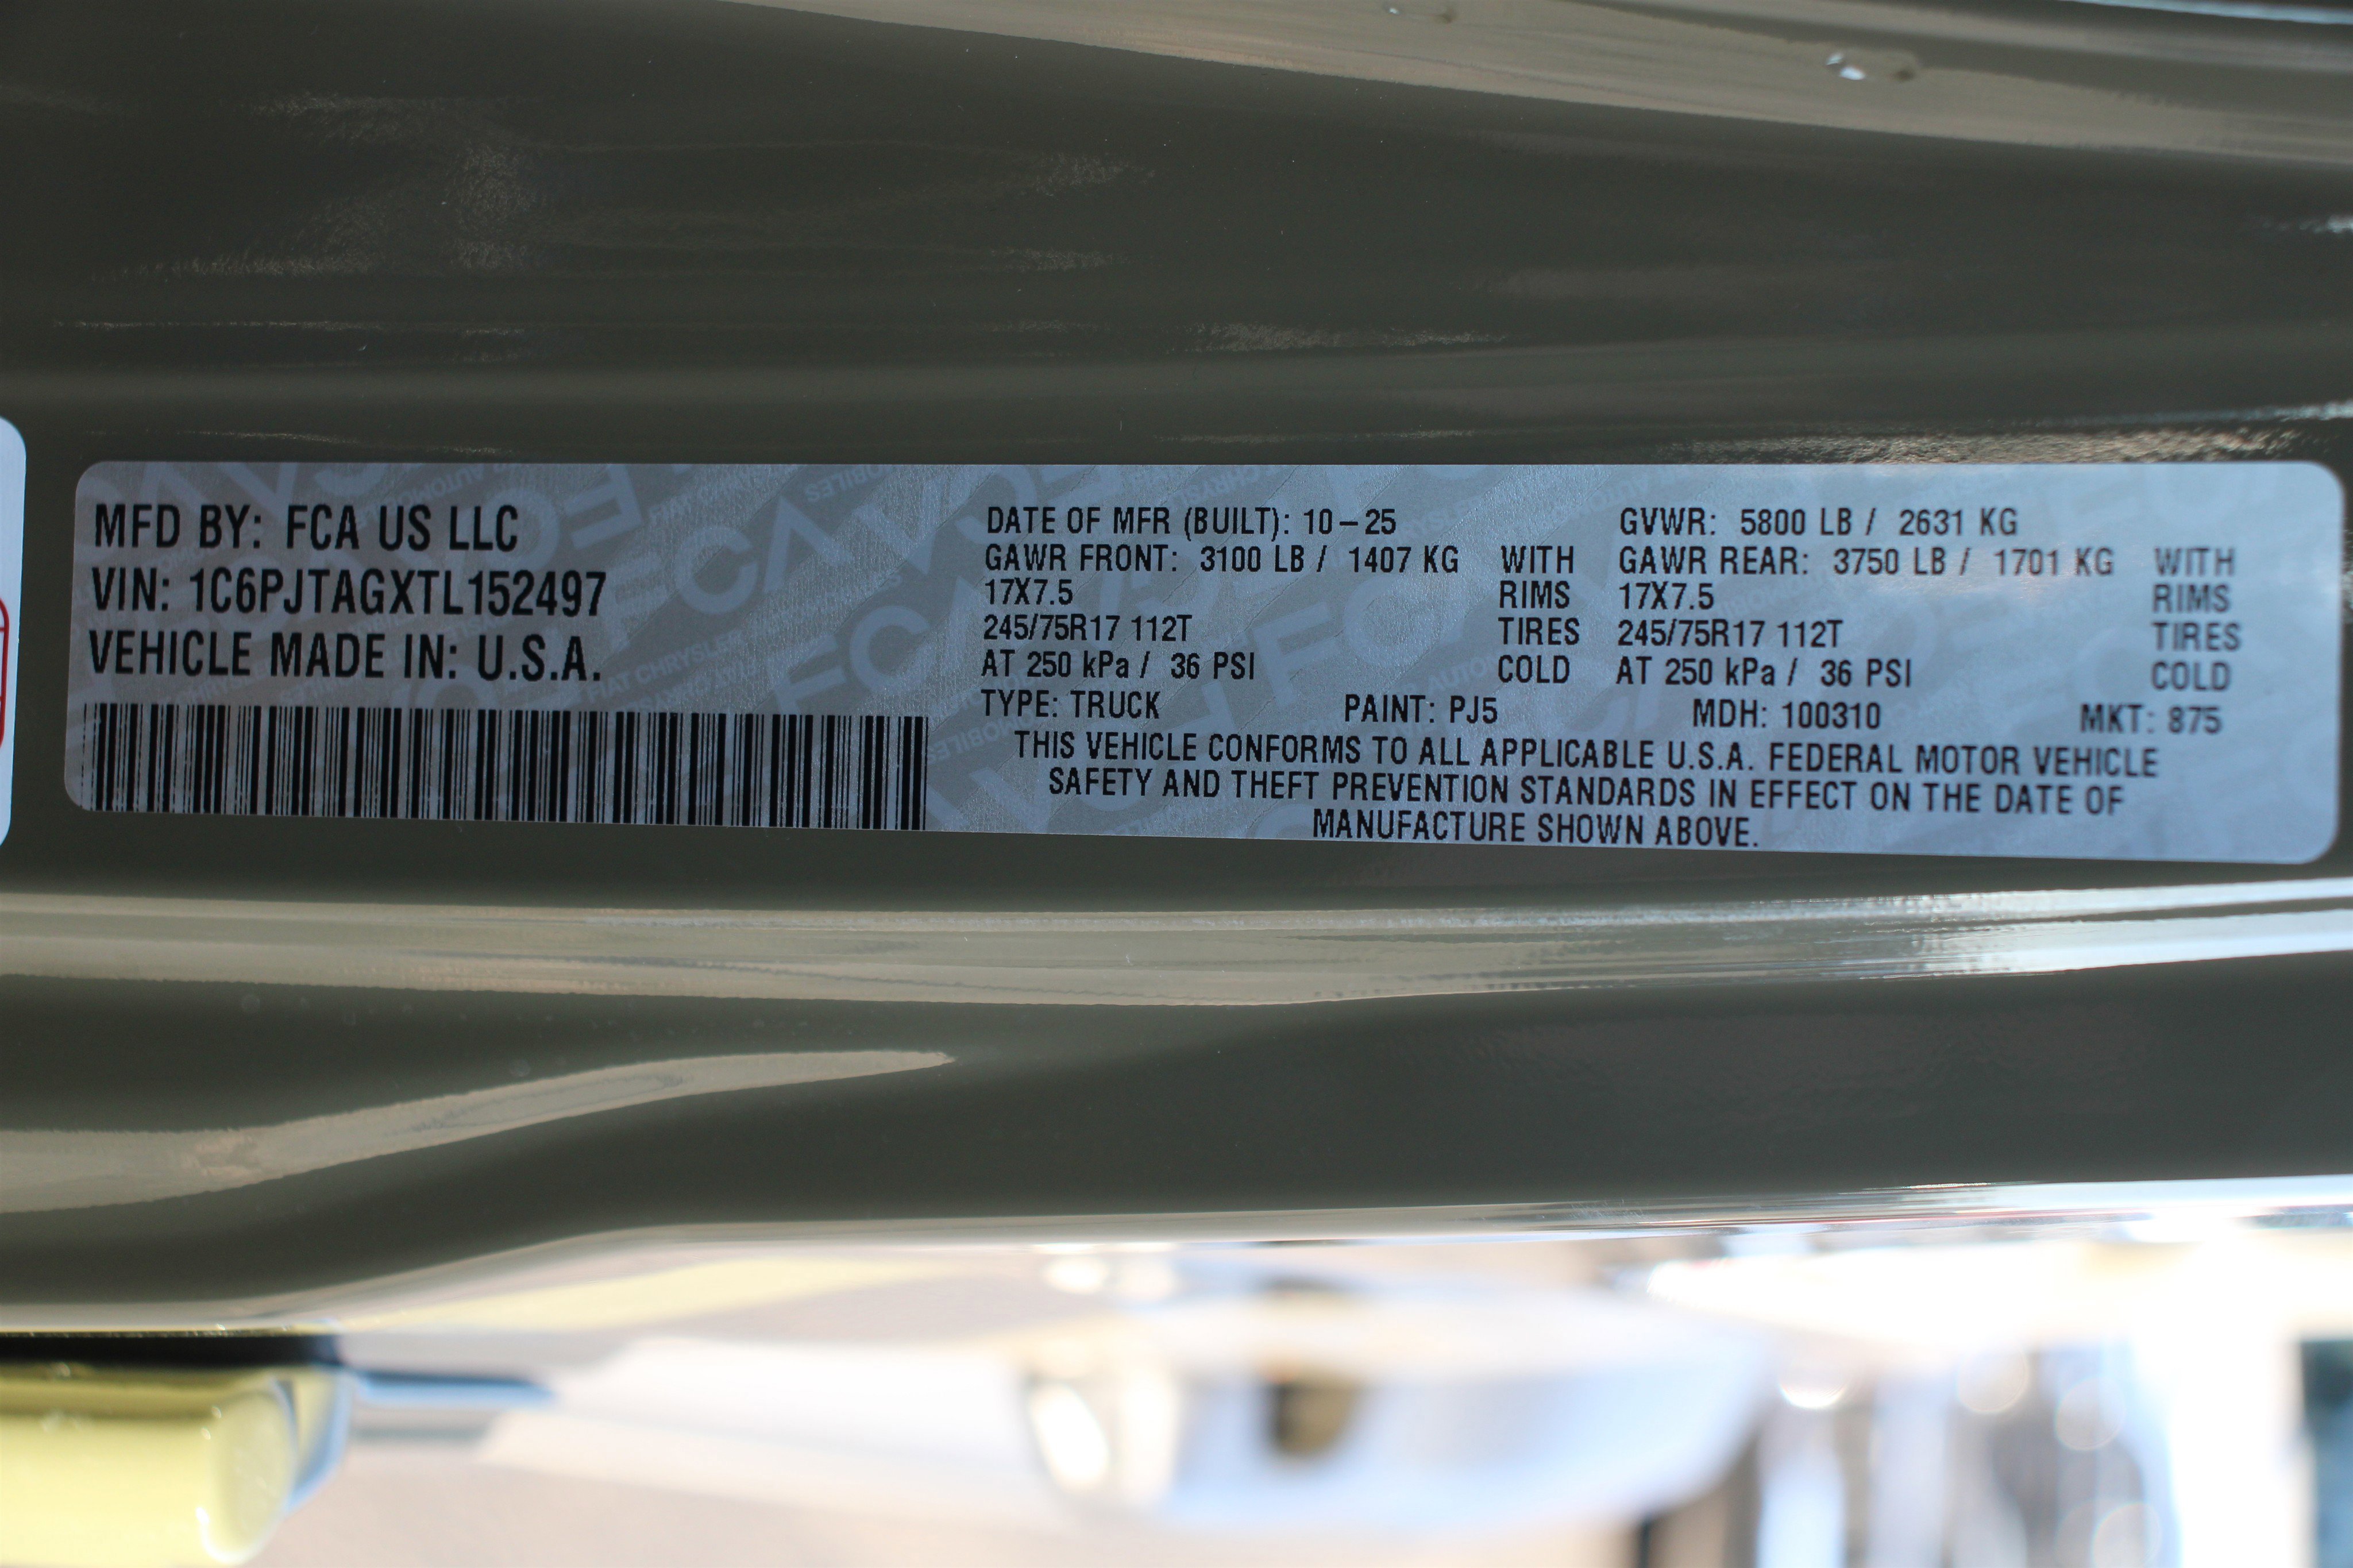 MFD BY: FCA US LLC
VIN: 1C6PJTAGXTL152497
VEHICLE MADE IN: U.S.A.
DATE OF MFR (BUILT): 10-25 GVWR: 5800 LB / 2631 KG
GAWR FRONT: 3100 LB / 1407 KG WITH GAWR REAR: 3750 LB / 1701 KG WITH
17X7.5 RIMS 17X7.5 RIMS
245/75R17 112T TIRES 245/75R17 112T TIRES
AT 250 kPa / 36 PSI COLD AT 250 kPa / 36 PSI COLD
TYPE: TRUCK PAINT: PJ5 MDH: 100310 MKT: 875
THIS VEHICLE CONFORMS TO ALL APPLICABLE U.S.A. FEDERAL MOTOR VEHICLE
SAFETY AND THEFT PREVENTION STANDARDS IN EFFECT ON THE DATE OF
MANUFACTURE SHOWN ABOVE.